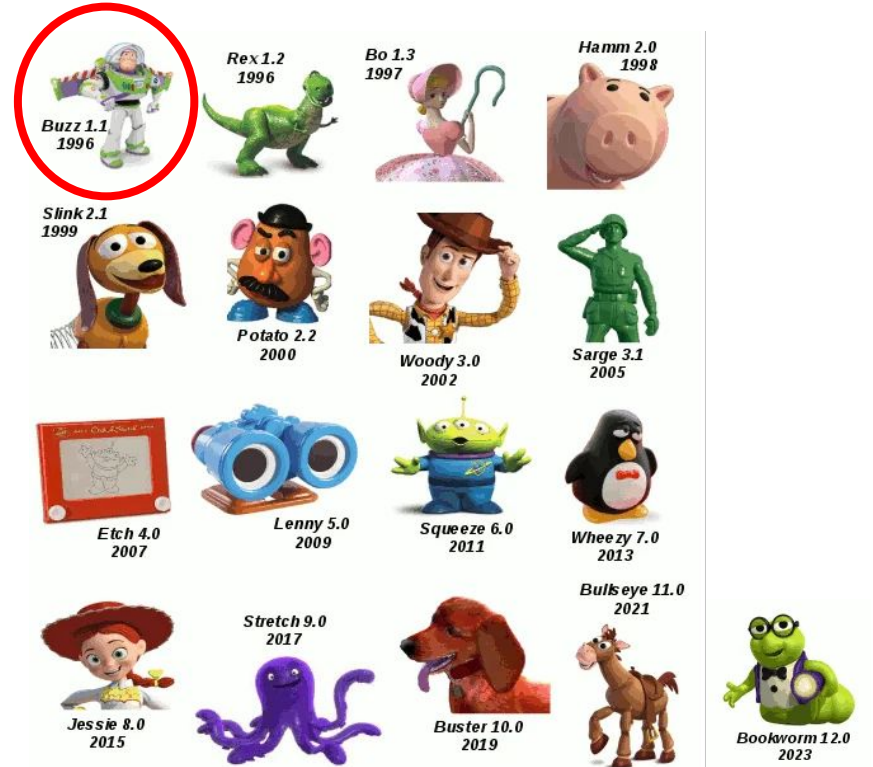 Buzz 1.1
1996
Rex 1.2
1996
Bo 1.3
1997
Hamm 2.0
1998
Slink 2.1
1999
Potato 2.2
2000
Woody 3.0
2002
Sarge 3.1
2005
Etch 4.0
2007
Lenny 5.0
2009
Squeeze 6.0
2011
Wheezy 7.0
2013
Jessie 8.0
2015
Stretch 9.0
2017
Buster 10.0
2019
Bullseye 11.0
2021
Bookworm 12.0
2023